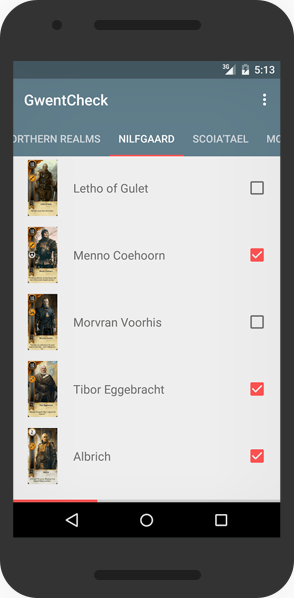 3G 5:13
GwentCheck
ORTHERN REALMS NILFGAARD SCOIA'TAEL MO
Letho of Gulet
Menno Coehoorn
Morvran Voorhis
Tibor Eggebracht
Albrich